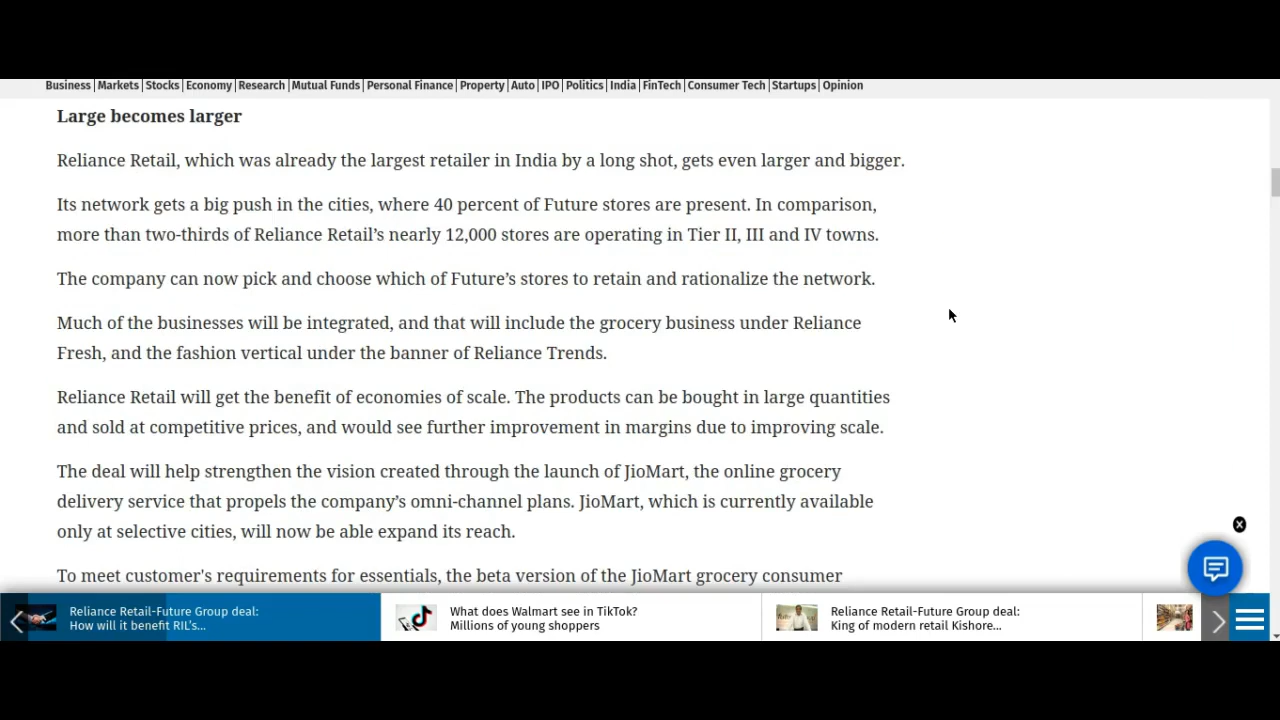 Business | Markets | Stocks | Economy | Research | Mutual Funds | Personal Finance | Property | Auto | IPO | Politics | India | FinTech | Consumer Tech | Startups | Opinion
Large becomes larger
Reliance Retail, which was already the largest retailer in India by a long shot, gets even larger and bigger.
Its network gets a big push in the cities, where 40 percent of Future stores are present. In comparison,
more than two-thirds of Reliance Retail’s nearly 12,000 stores are operating in Tier II, III and IV towns.
The company can now pick and choose which of Future’s stores to retain and rationalize the network.
Much of the businesses will be integrated, and that will include the grocery business under Reliance
Fresh, and the fashion vertical under the banner of Reliance Trends.
Reliance Retail will get the benefit of economies of scale. The products can be bought in large quantities
and sold at competitive prices, and would see further improvement in margins due to improving scale.
The deal will help strengthen the vision created through the launch of JioMart, the online grocery
delivery service that propels the company’s omni-channel plans. JioMart, which is currently available
only at selective cities, will now be able expand its reach.
To meet customer's requirements for essentials, the beta version of the JioMart grocery consumer
Reliance Retail-Future Group deal:
How will it benefit RIL’s...
What does Walmart see in TikTok?
Millions of young shoppers
Reliance Retail-Future Group deal:
King of modern retail Kishore...